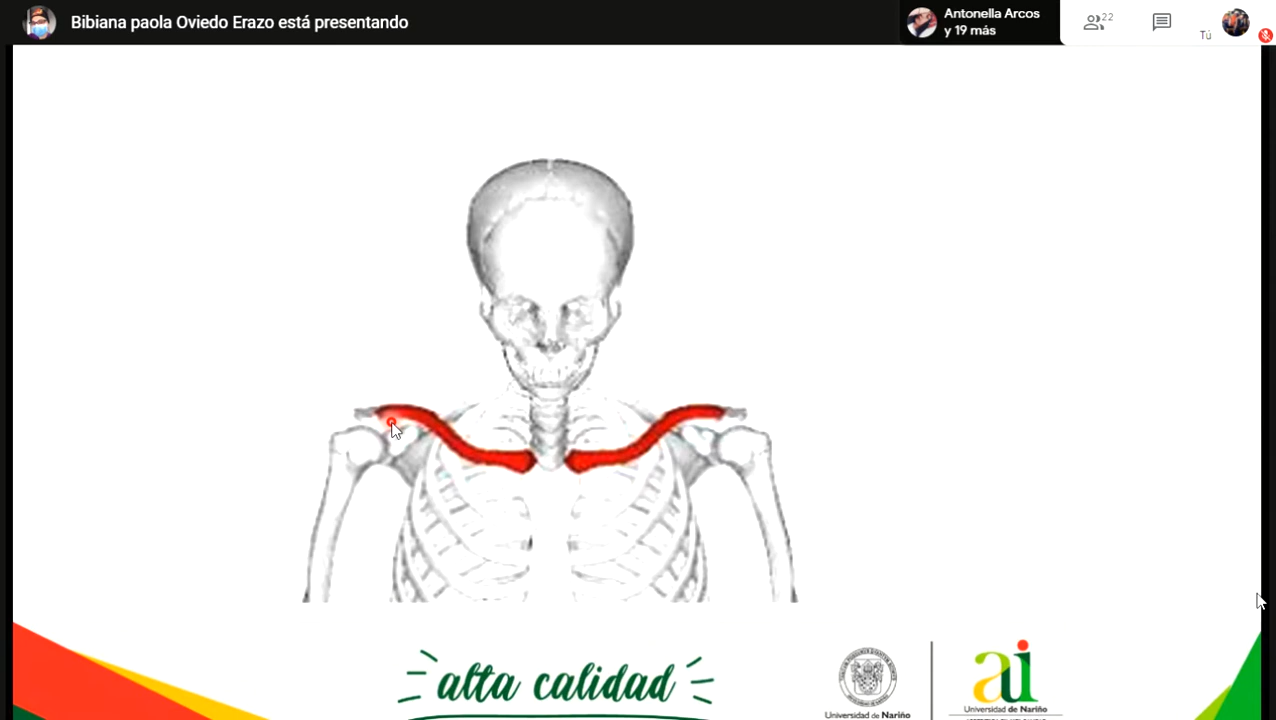 Bibiana paola Oviedo Erazo está presentando
Antonella Arcos
y 19 más
22
Tú
alta calidad
Universidad de Nariño
ai
Universidad de Nariño